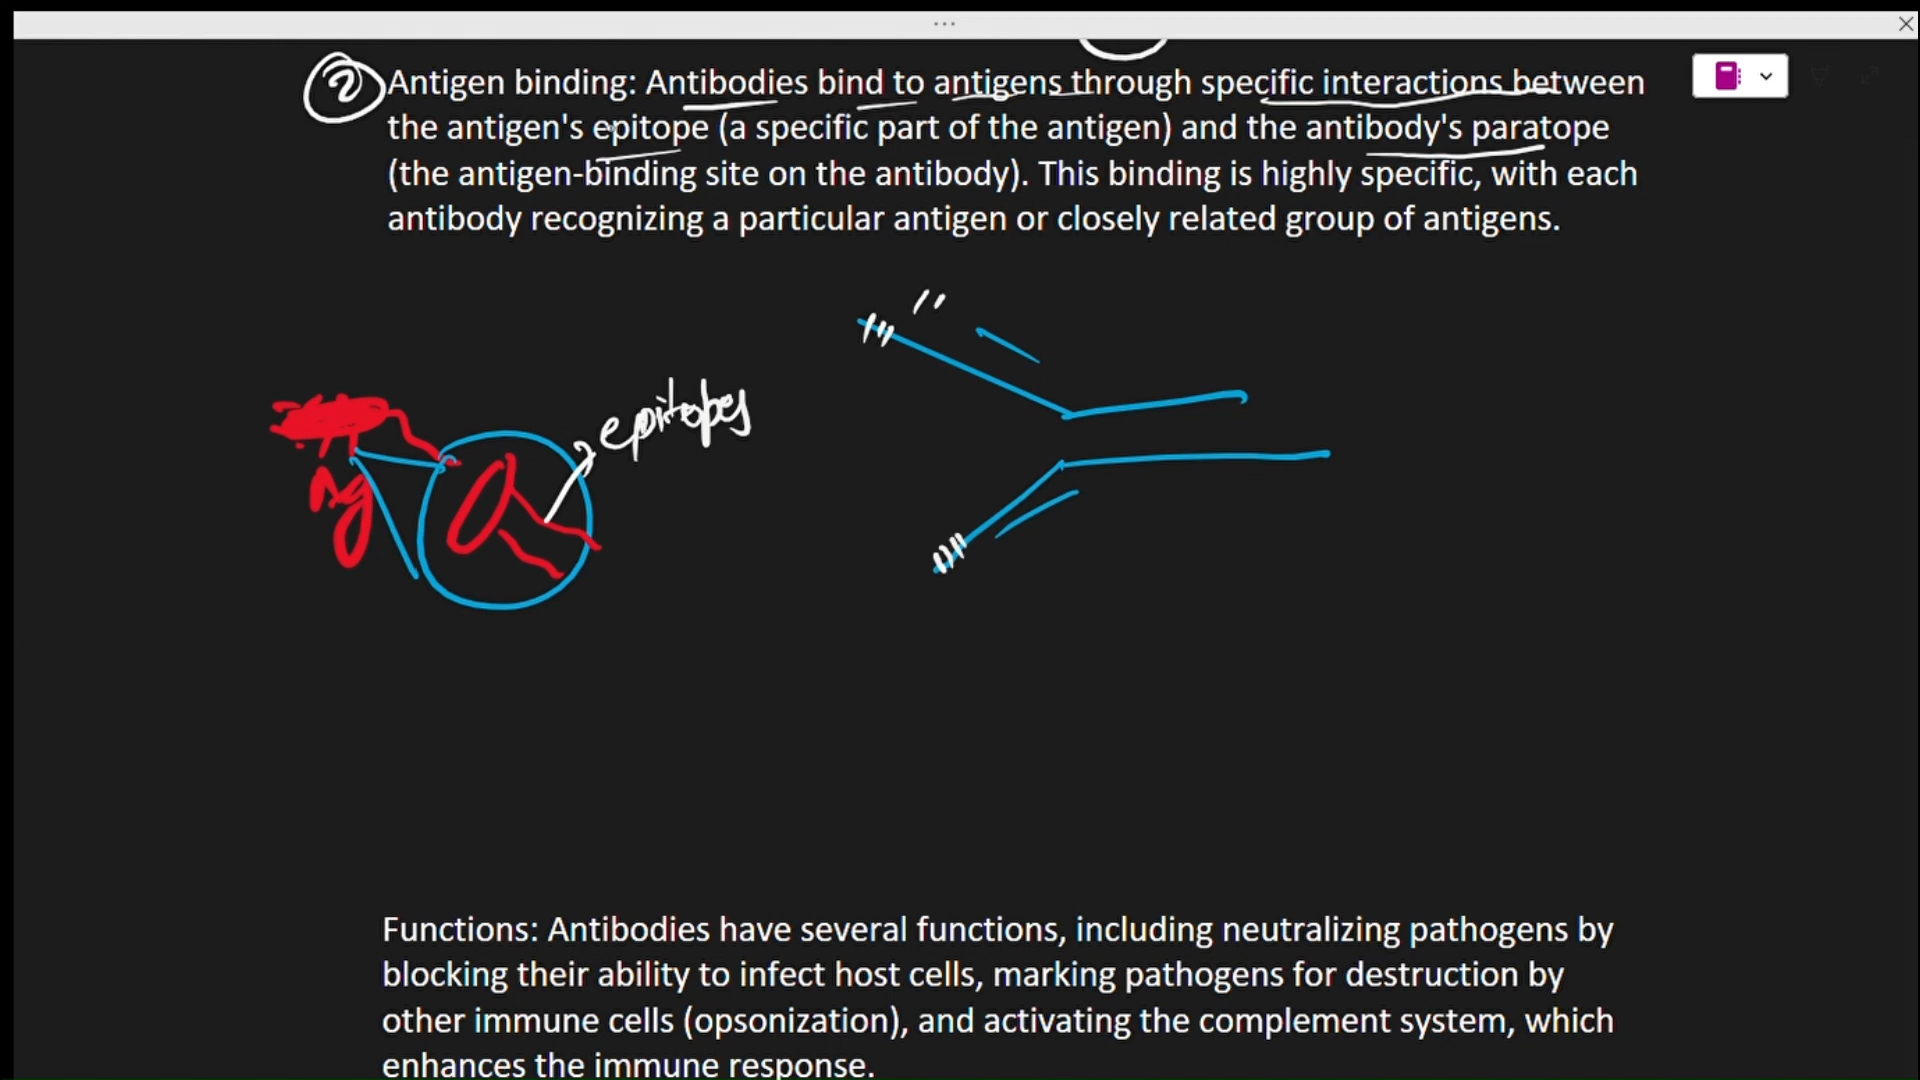 ② Antigen binding: Antibodies bind to antigens through specific interactions between
the antigen's epitope (a specific part of the antigen) and the antibody's paratope
(the antigen-binding site on the antibody). This binding is highly specific, with each
antibody recognizing a particular antigen or closely related group of antigens.
epitopes
Ag
Functions: Antibodies have several functions, including neutralizing pathogens by
blocking their ability to infect host cells, marking pathogens for destruction by
other immune cells (opsonization), and activating the complement system, which
enhances the immune response.